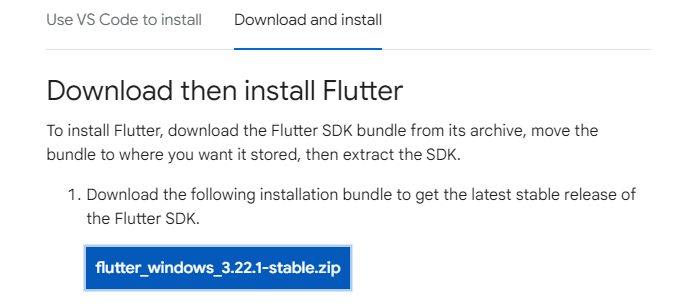 Use VS Code to install Download and install
Download then install Flutter
To install Flutter, download the Flutter SDK bundle from its archive, move the
bundle to where you want it stored, then extract the SDK.
1. Download the following installation bundle to get the latest stable release of
the Flutter SDK.
flutter_windows_3.22.1-stable.zip